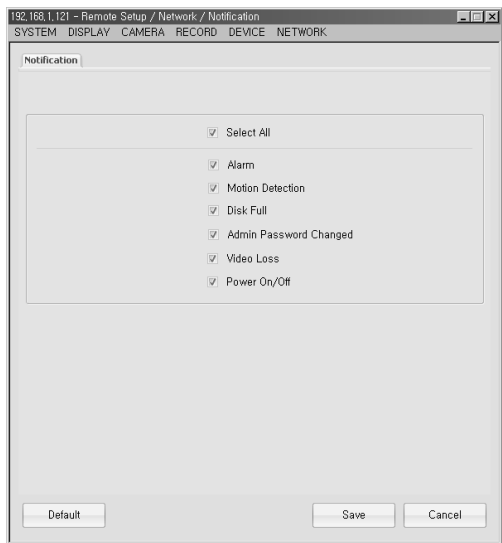 192,168,1,121 - Remote Setup / Network / Notification
SYSTEM DISPLAY CAMERA RECORD DEVICE NETWORK
Notification
Select All
Alarm
Motion Detection
Disk Full
Admin Password Changed
Video Loss
Power On/Off
Default Save Cancel